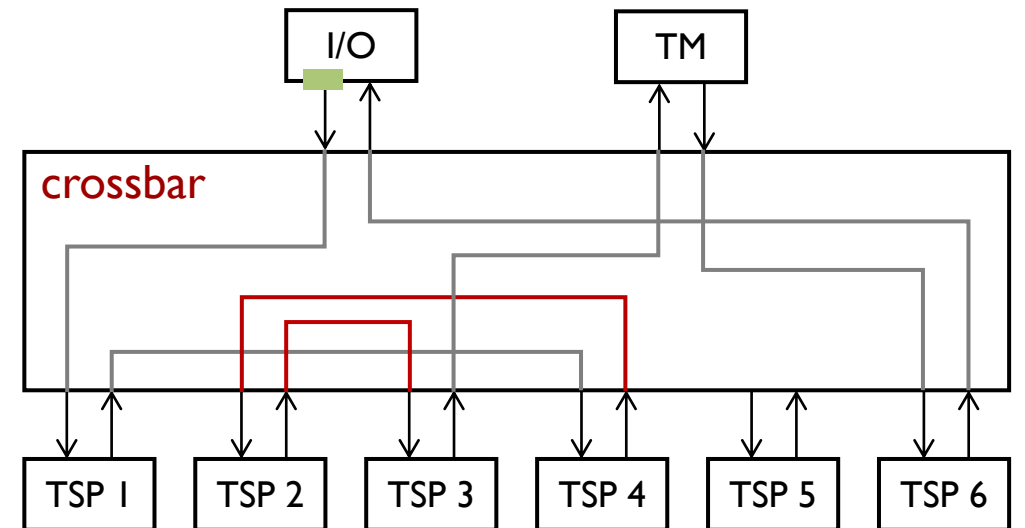 I/O
TM
crossbar
TSP 1
TSP 2
TSP 3
TSP 4
TSP 5
TSP 6